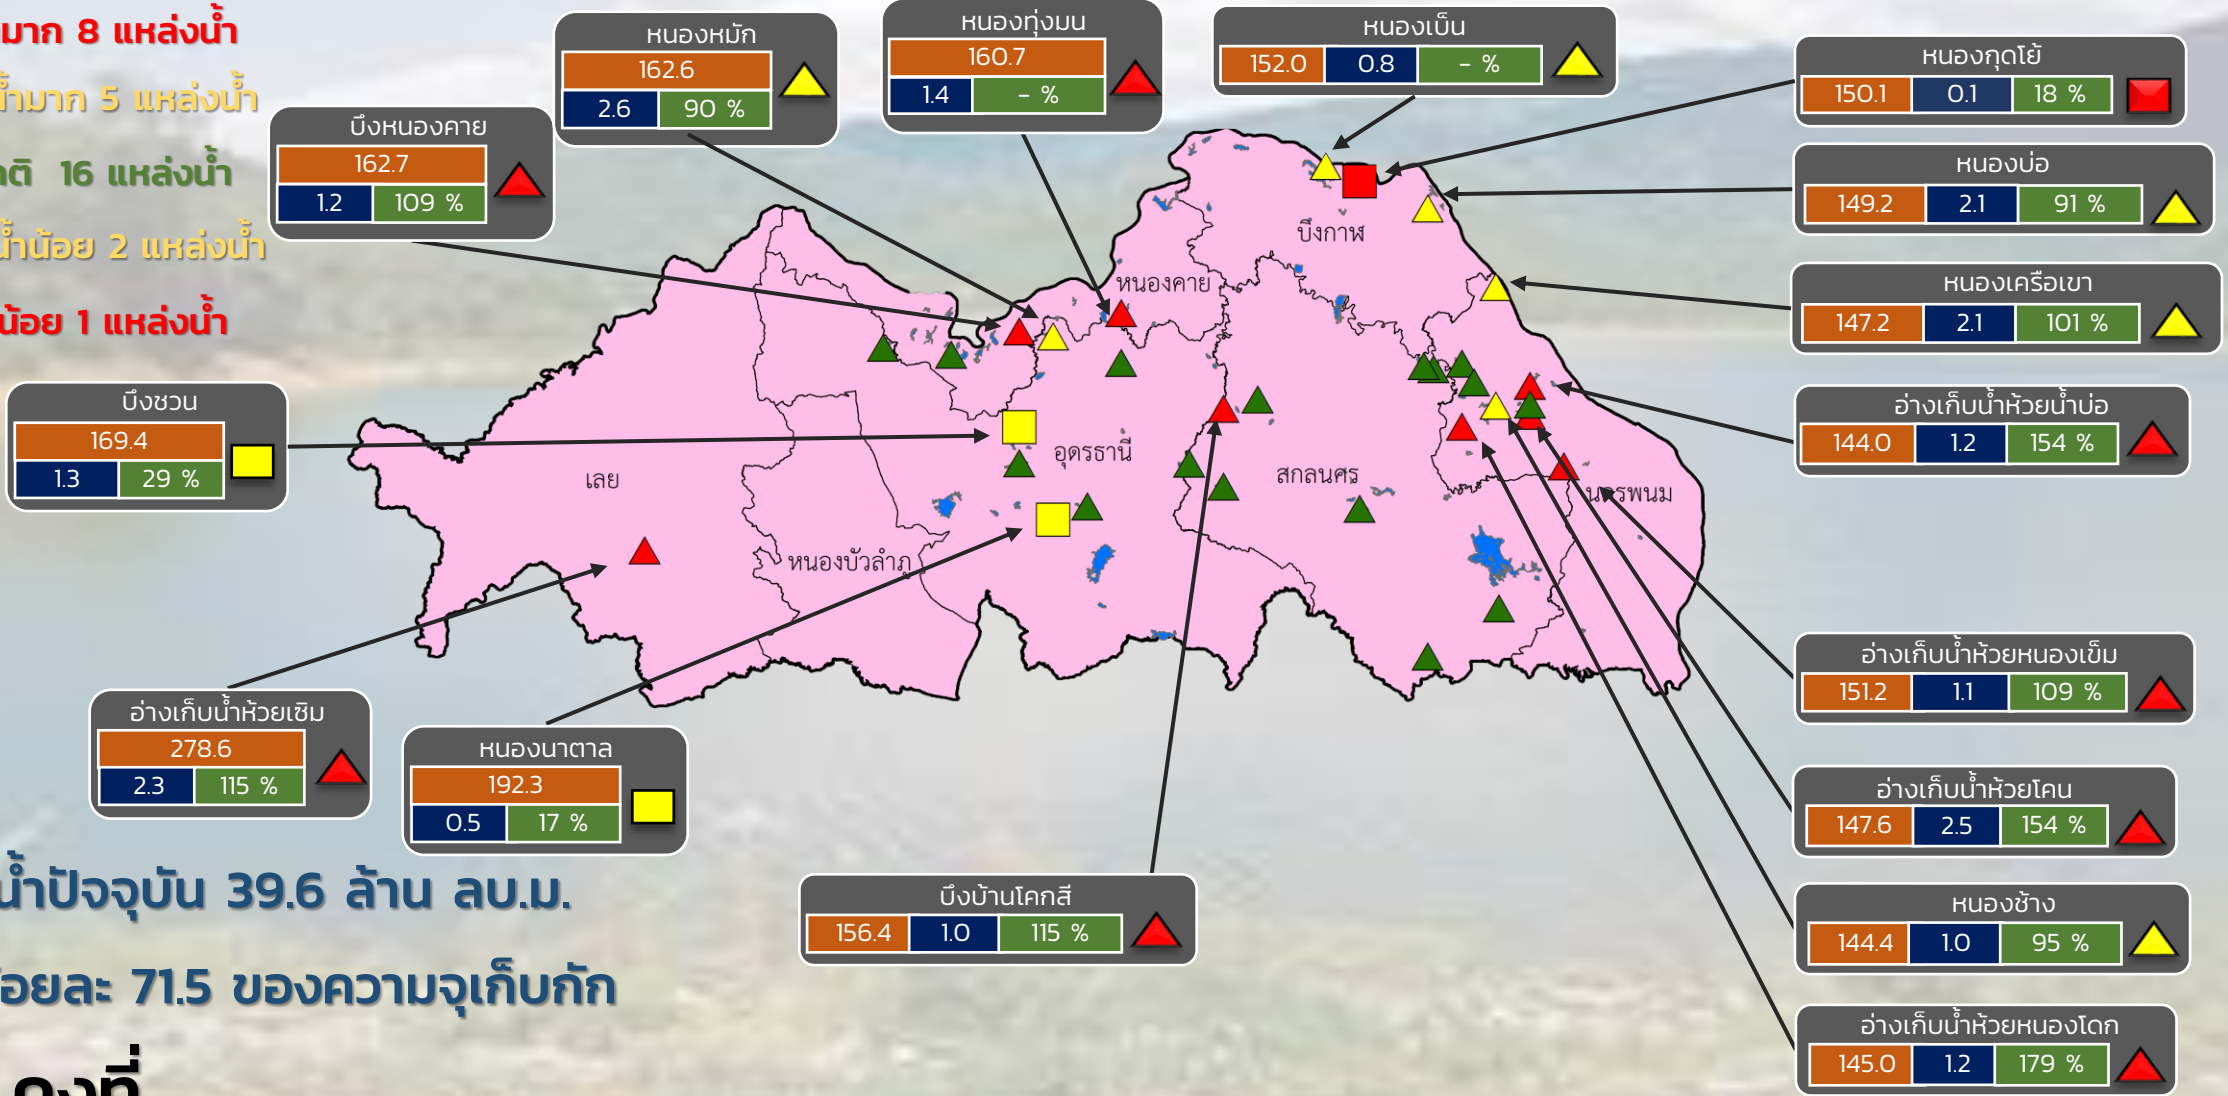 มาก 8 แหล่งน้ำ
น้ำมาก 5 แหล่งน้ำ
16 แหล่งน้ำ
น้ำน้อย 2 แหล่งน้ำ
น้อย 1 แหล่งน้ำ
บึงหนองคาย
162.7
1.2 109 %
หนองหมัก
162.6
2.6 90 %
หนองทุ่งมน
160.7
1.4 - %
หนองเบ็น
152.0 0.8 - %
หนองกุดโย้
150.1 0.1 18 %
หนองบ่อ
149.2 2.1 91 %
หนองเครือเขา
147.2 2.1 101 %
อ่างเก็บน้ำห้วยน้ำบ่อ
144.0 1.2 154 %
บึงชวน
169.4
1.3 29 %
บึงกาฬ
หนองคาย
อุดรธานี
เลย
สกลนคร
นครพนม
หนองบัวลำภู
อ่างเก็บน้ำห้วยหนองเข็ม
151.2 1.1 109 %
อ่างเก็บน้ำห้วยเซิม
278.6
2.3 115 %
หนองนาตาล
192.3
0.5 17 %
อ่างเก็บน้ำห้วยโคน
147.6 2.5 154 %
บึงบ้านโคกสี
156.4 1.0 115 %
หนองช้าง
144.4 1.0 95 %
อ่างเก็บน้ำห้วยหนองโดก
145.0 1.2 179 %
น้ำปัจจุบัน 39.6 ล้าน ลบ.ม.
้อยละ 71.5 ของความจุเก็บกัก